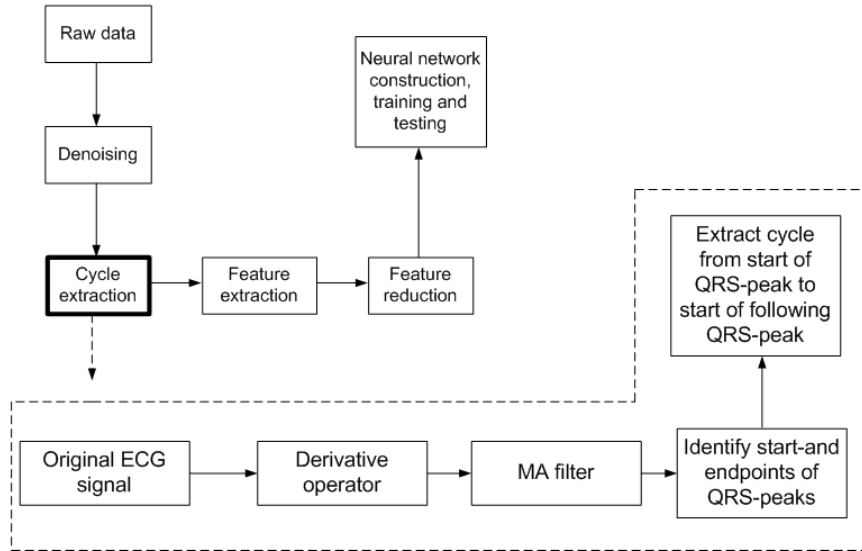 Raw data
Denoising
Cycle
extraction
Feature
extraction
Feature
reduction
Neural network
construction,
training and
testing
Original ECG
signal
Derivative
operator
MA filter
Identify start-and
endpoints of
QRS-peaks
Extract cycle
from start of
QRS-peak to
start of following
QRS-peak